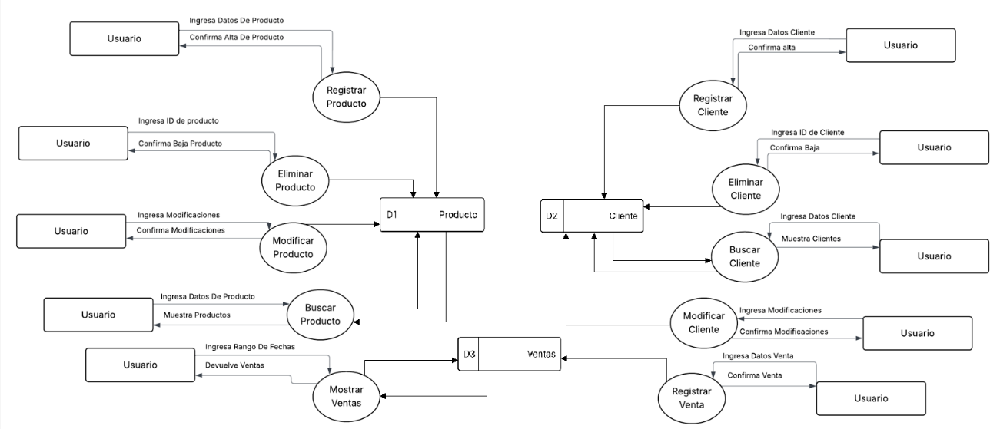 Usuario
Ingresa Datos De Producto
Confirma Alta De Producto
Registrar
Producto
Usuario
Ingresa ID de producto
Confirma Baja Producto
Eliminar
Producto
Usuario
Ingresa Modificaciones
Confirma Modificaciones
Modificar
Producto
D1
Producto
Usuario
Ingresa Datos De Producto
Muestra Productos
Buscar
Producto
Usuario
Ingresa Rango De Fechas
Devuelve Ventas
Mostrar
Ventas
D3
Ventas
Ingresa Datos Cliente
Confirma alta
Usuario
Registrar
Cliente
Ingresa ID de Cliente
Confirma Baja
Usuario
Eliminar
Cliente
D2
Cliente
Ingresa Datos Cliente
Muestra Clientes
Usuario
Buscar
Cliente
Modificar
Cliente
Ingresa Modificaciones
Confirma Modificaciones
Usuario
Ingresa Datos Venta
Confirma Venta
Registrar
Venta
Usuario